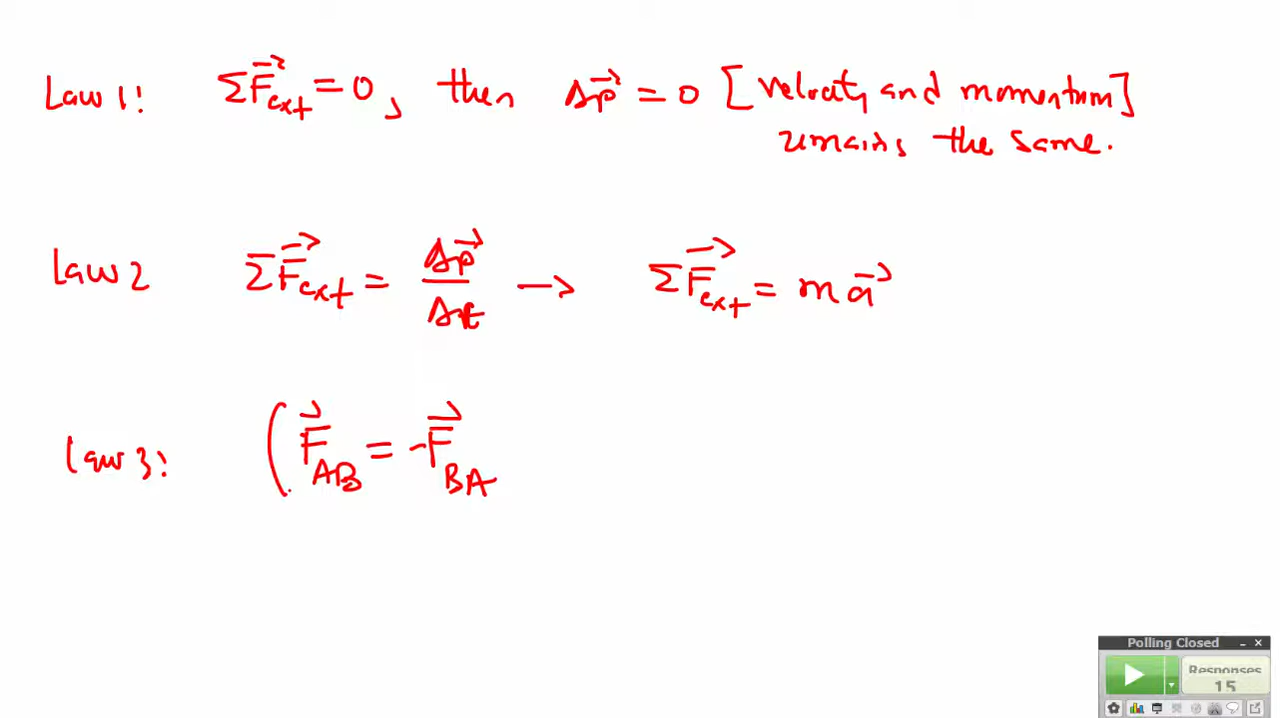 Law 1: ΣF⃗ext = 0, then Δp⃗ = 0 [velocity and momentum]
remains the same.
Law 2 ΣF⃗ext = Δp⃗/Δt → ΣF⃗ext = ma⃗
Law 3: (F⃗AB = -F⃗BA
Polling Closed
Responses
15